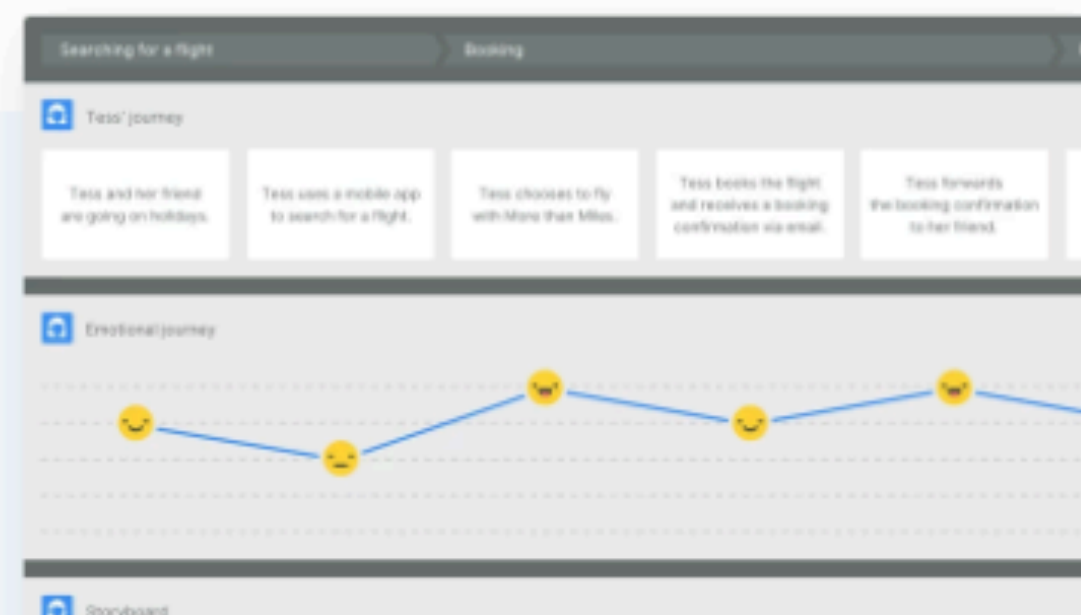 Searching for a flight
Booking
Tess' journey
Tess and her friend
are going on holidays.
Tess uses a mobile app
to search for a flight.
Tess chooses to fly
with More than Miles.
Tess books the flight
and receives a booking
confirmation via email.
Tess forwards
the booking confirmation
to her friend.
Emotional journey
Storyboard